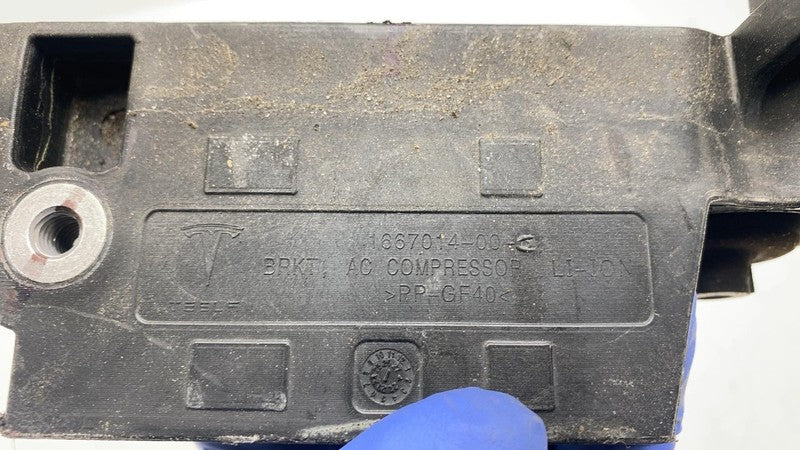 1667014-00-C
BRKT, AC COMPRESSOR, LI-ION
>PP-GF40<
TESLA